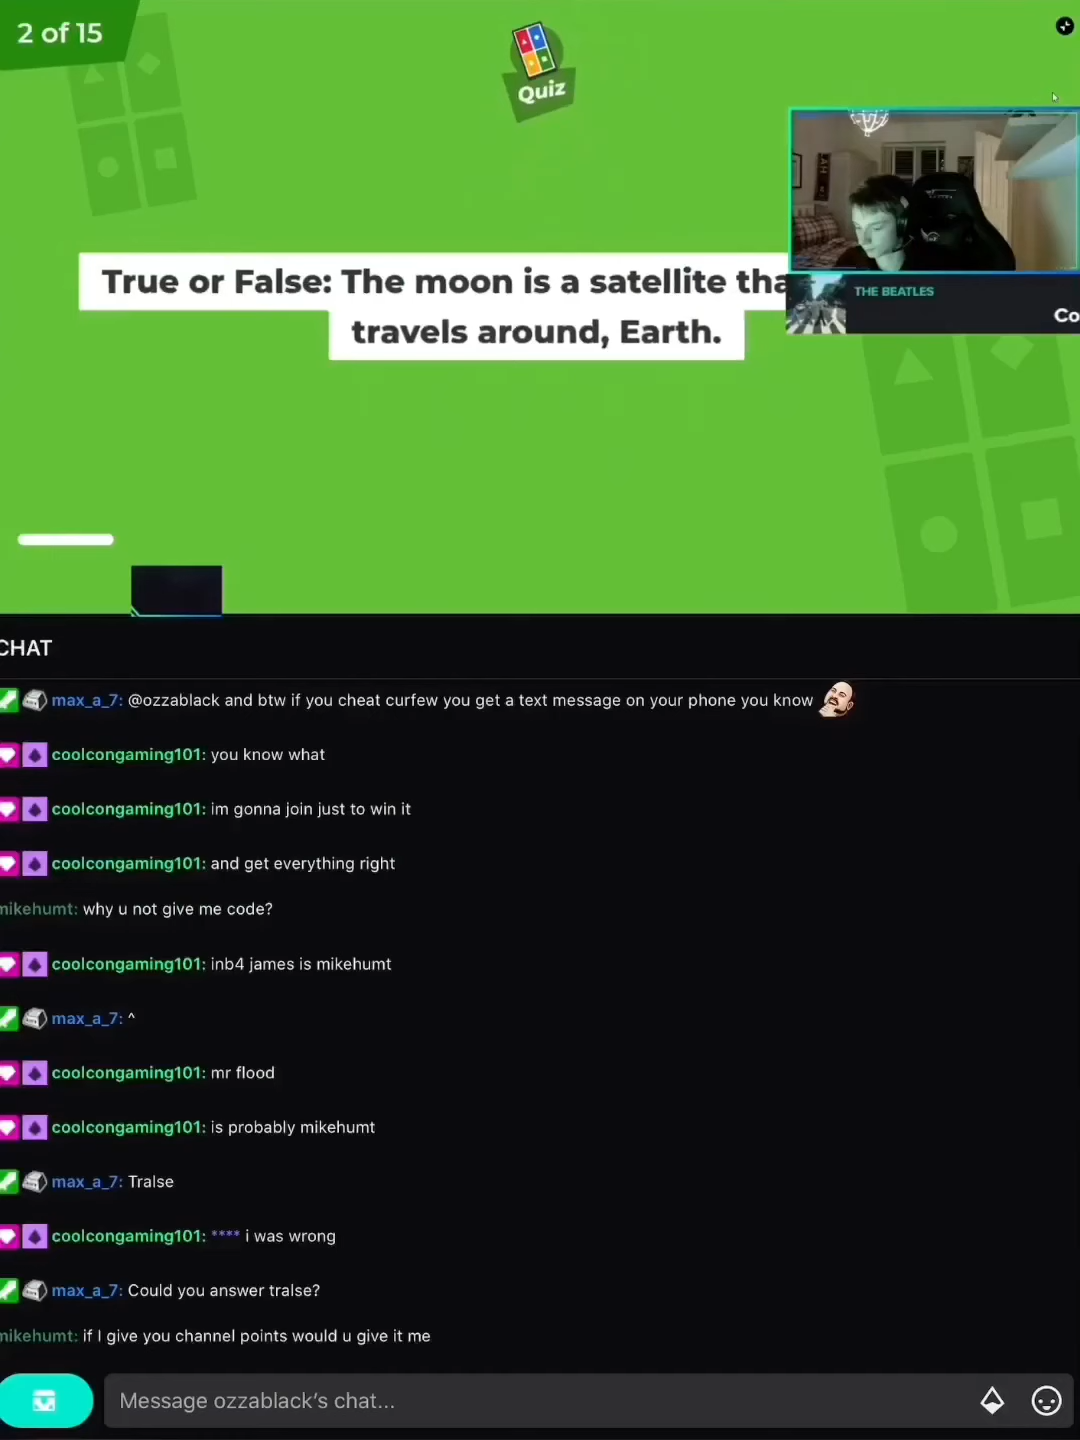 2 of 15
Quiz
True or False: The moon is a satellite tha
travels around, Earth.
THE BEATLES
Co
CHAT
max_a_7: @ozzablack and btw if you cheat curfew you get a text message on your phone you know
coolcongaming101: you know what
coolcongaming101: im gonna join just to win it
coolcongaming101: and get everything right
mikehumt: why u not give me code?
coolcongaming101: inb4 james is mikehumt
max_a_7: ^
coolcongaming101: mr flood
coolcongaming101: is probably mikehumt
max_a_7: Tralse
coolcongaming101: **** i was wrong
max_a_7: Could you answer tralse?
mikehumt: if I give you channel points would u give it me
Message ozzablack's chat...